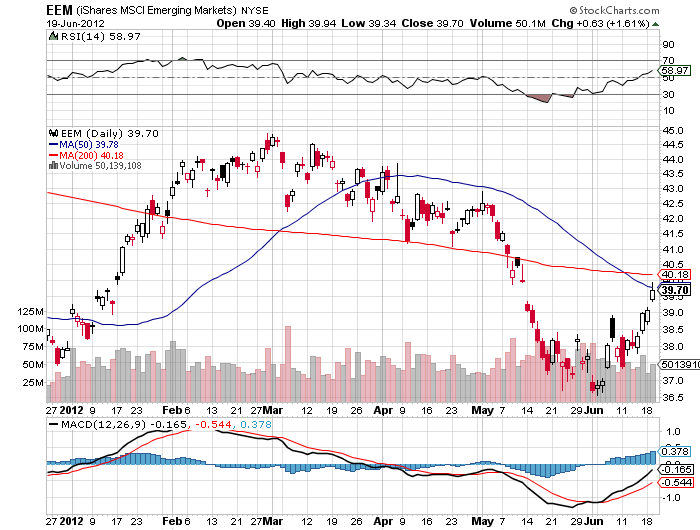 EEM (iShares MSCI Emerging Markets) NYSE © StockCharts.com
19-Jun-2012 Open 39.40 High 39.94 Low 39.34 Close 39.70 Volume 50.1M Chg +0.63 (+1.61%)
RSI(14) 58.97
90
70
58.97
50
30
10
EEM (Daily) 39.70
MA(50) 39.78
MA(200) 40.18
Volume 50,139,108
45.0
44.5
44.0
43.5
43.0
42.5
42.0
41.5
41.0
40.5
40.18
39.70
39.5
39.0
38.5
38.0
37.5
37.0
36.5
125M
100M
75M
50M
25M
5013910
27 2012 9 17 23 Feb 6 13 21 27 Mar 12 19 26 Apr 9 16 23 May 7 14 21 29 Jun 11 18
MACD(12,26,9) -0.165, -0.544, 0.378
1.0
0.5
0.378
-0.165
-0.544
-1.0
27 2012 9 17 23 Feb 6 13 21 27 Mar 12 19 26 Apr 9 16 23 May 7 14 21 29 Jun 11 18